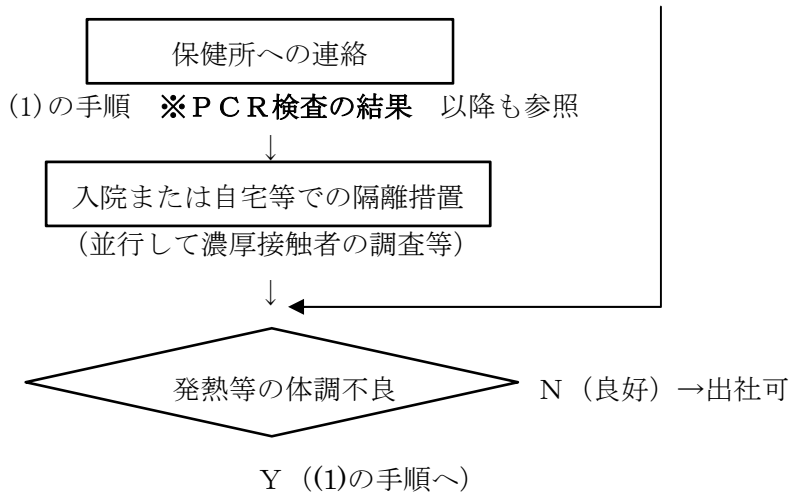 保健所への連絡
(1)の手順 ※ＰＣＲ検査の結果 以降も参照
↓
入院または自宅等での隔離措置
（並行して濃厚接触者の調査等）
↓
発熱等の体調不良 Ｎ（良好）→出社可
Ｙ（(1)の手順へ）